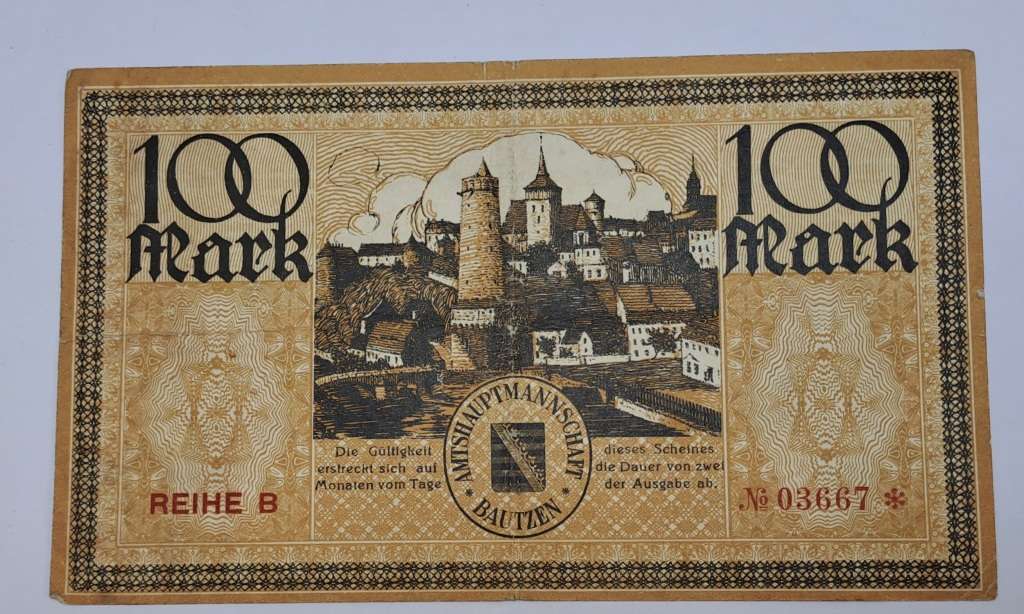 100
Mark
100
Mark
Die Gültigkeit
erstreckt sich auf
Monaten vom Tage
AMTSHAUPTMANNSCHAFT
* BAUTZEN *
dieses Scheines
die Dauer von zwei
der Ausgabe ab.
REIHE B
№ 03667 *